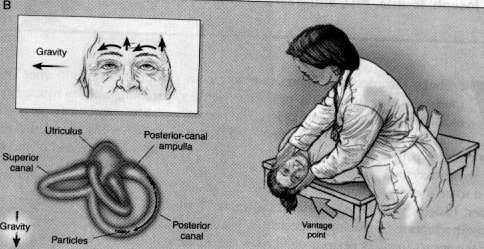 B
Gravity
Utriculus
Posterior-canal
ampulla
Superior
canal
Gravity
Particles
Posterior
canal
Vantage
point